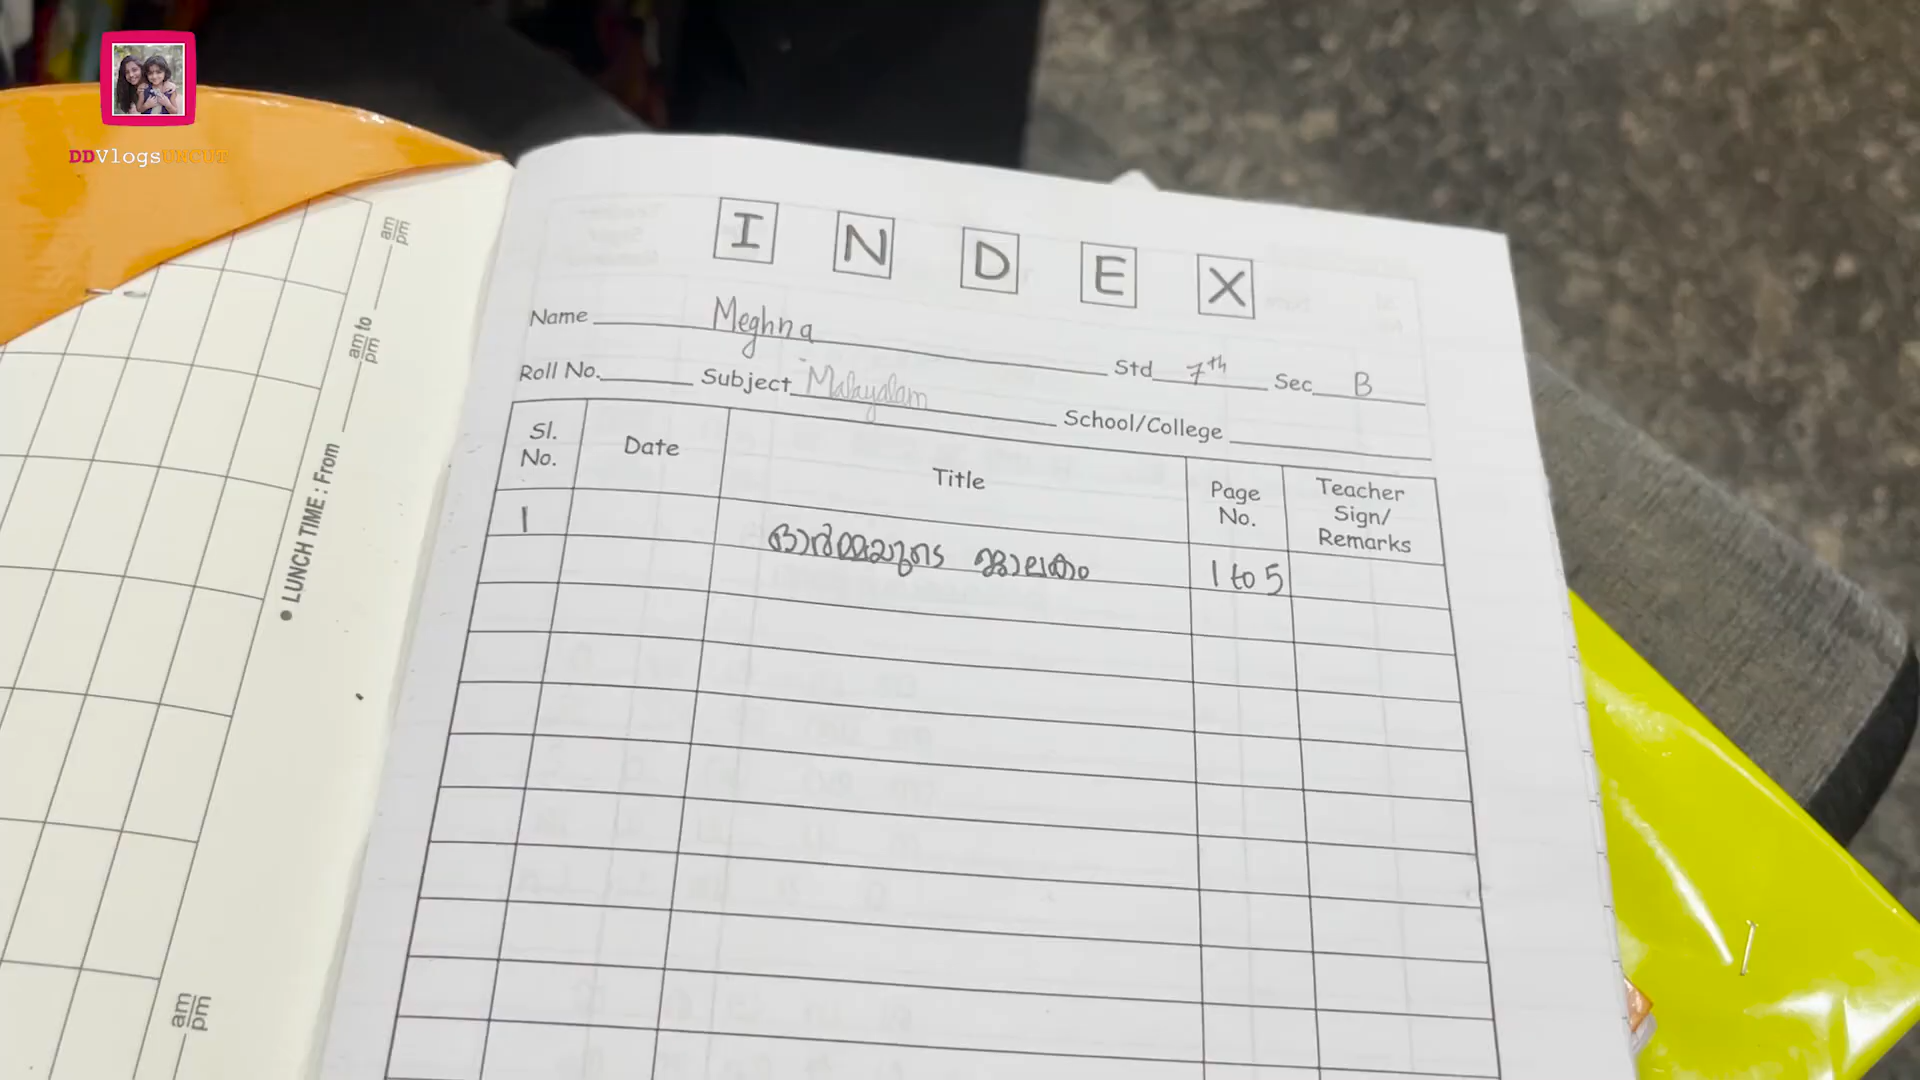 DDVlogsUNCUT
am
pm
am to
pm
LUNCH TIME : From
am
pm
I N D E X
Name Meghna Std 7th Sec B
Roll No. Subject Malayalam School/College
Sl. No. Date Title Page No. Teacher Sign/ Remarks
1 ഓർമ്മയുടെ ജാലകം 1 to 5